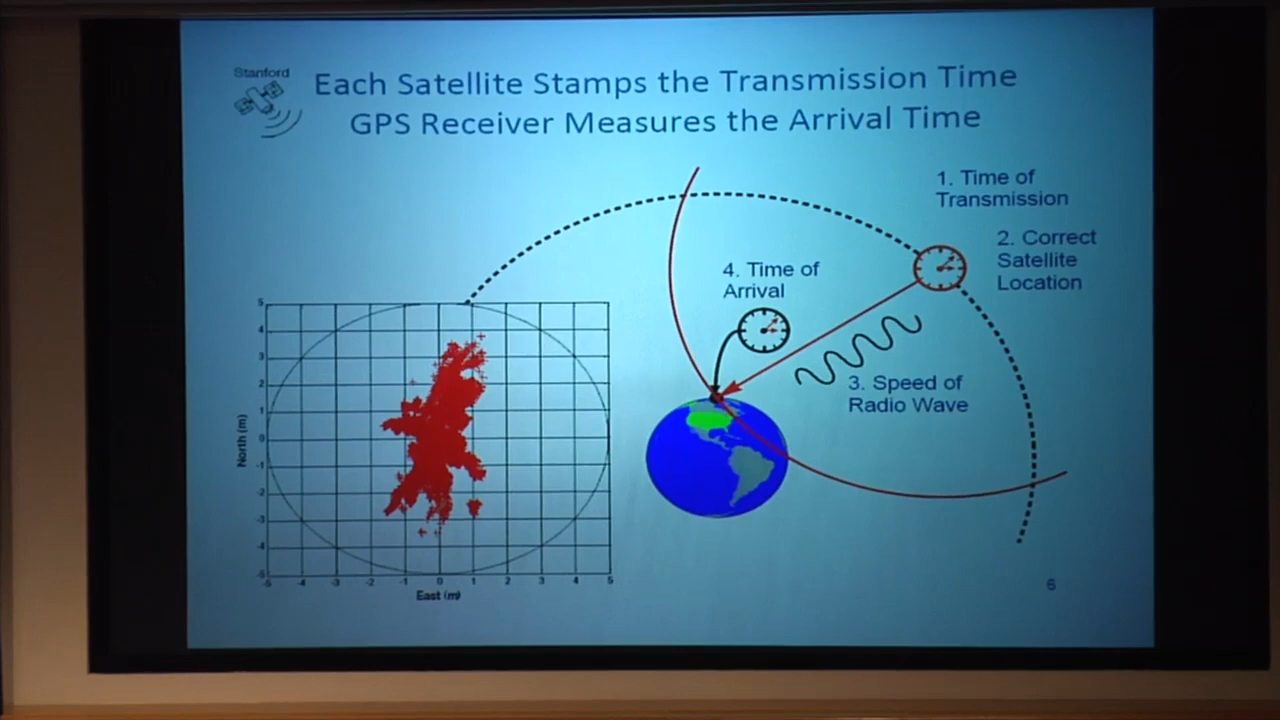 Stanford
Each Satellite Stamps the Transmission Time
GPS Receiver Measures the Arrival Time
1. Time of
Transmission
2. Correct
Satellite
Location
4. Time of
Arrival
3. Speed of
Radio Wave
5
4
3
2
1
0
-1
-2
-3
-4
-5
North (m)
-5 -4 -3 -2 -1 0 1 2 3 4 5
East (m)
6